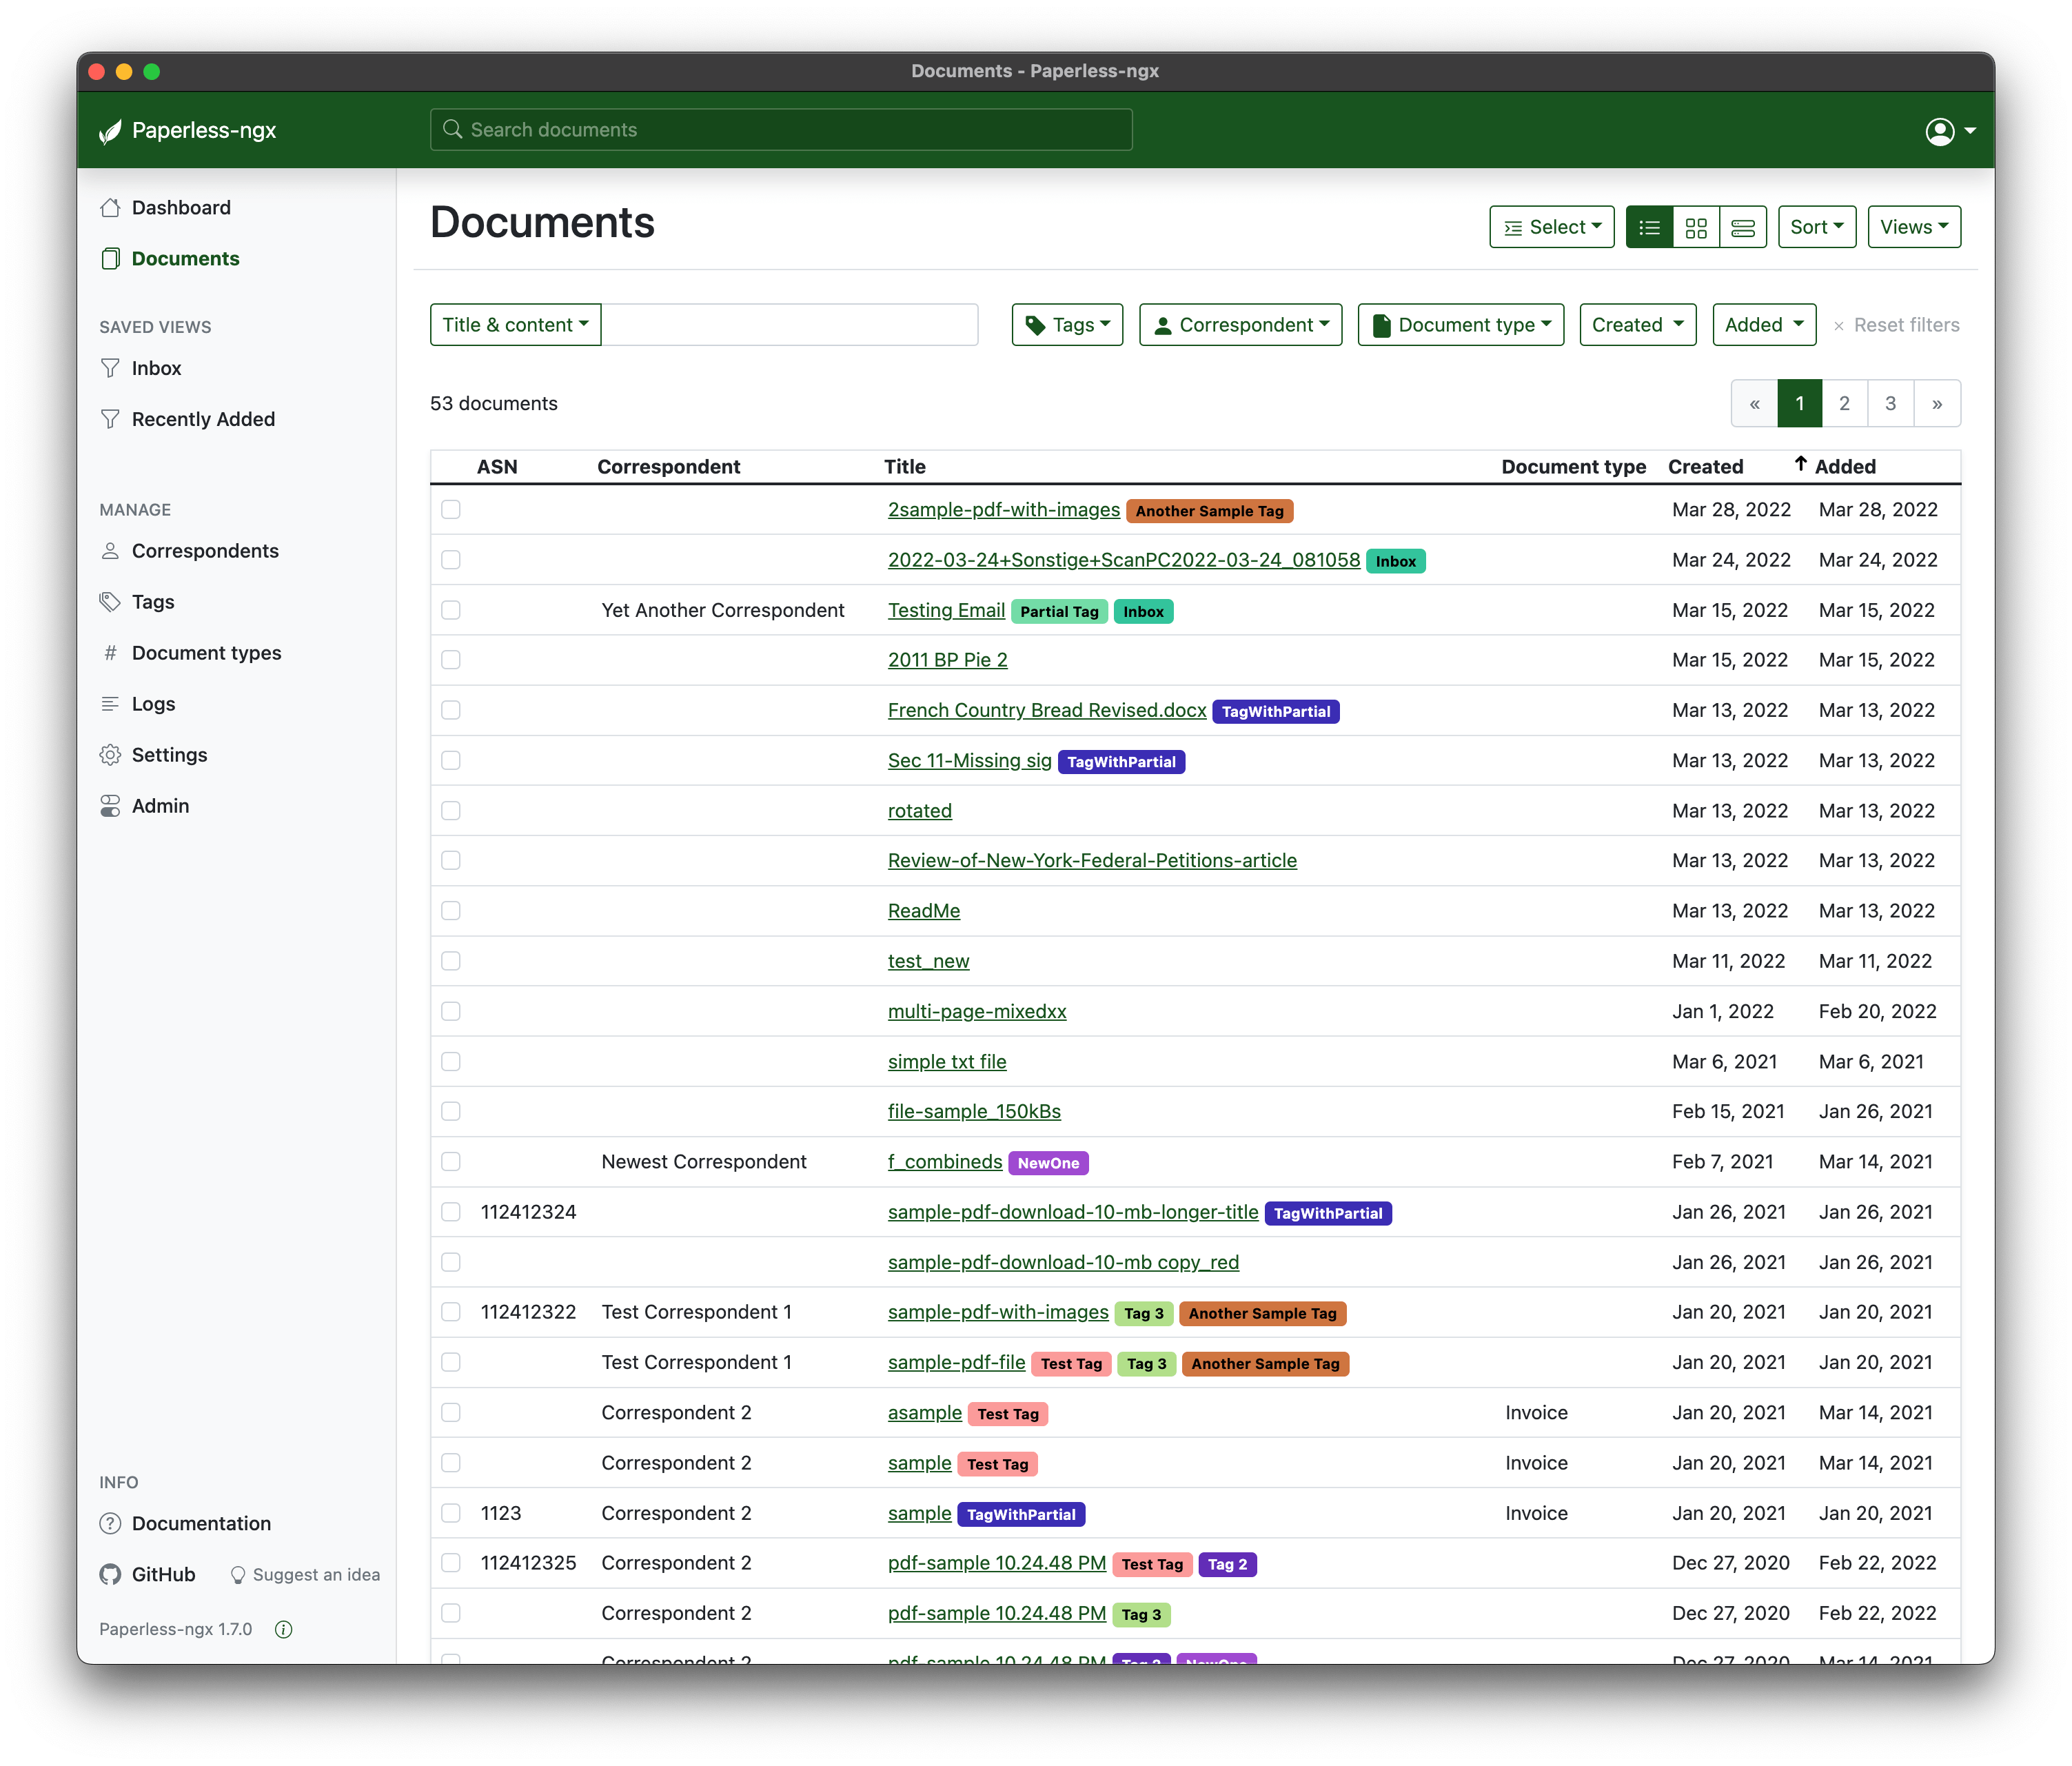 Documents - Paperless-ngx
Paperless-ngx
Search documents
Dashboard
Documents
SAVED VIEWS
Inbox
Recently Added
MANAGE
Correspondents
Tags
Document types
Logs
Settings
Admin
INFO
Documentation
GitHub Suggest an idea
Paperless-ngx 1.7.0
Documents
Select Sort Views
Title & content Tags Correspondent Document type Created Added × Reset filters
53 documents « 1 2 3 »
ASN Correspondent Title Document type Created Added
2sample-pdf-with-images Another Sample Tag Mar 28, 2022 Mar 28, 2022
2022-03-24+Sonstige+ScanPC2022-03-24_081058 Inbox Mar 24, 2022 Mar 24, 2022
Yet Another Correspondent Testing Email Partial Tag Inbox Mar 15, 2022 Mar 15, 2022
2011 BP Pie 2 Mar 15, 2022 Mar 15, 2022
French Country Bread Revised.docx TagWithPartial Mar 13, 2022 Mar 13, 2022
Sec 11-Missing sig TagWithPartial Mar 13, 2022 Mar 13, 2022
rotated Mar 13, 2022 Mar 13, 2022
Review-of-New-York-Federal-Petitions-article Mar 13, 2022 Mar 13, 2022
ReadMe Mar 13, 2022 Mar 13, 2022
test_new Mar 11, 2022 Mar 11, 2022
multi-page-mixedxx Jan 1, 2022 Feb 20, 2022
simple txt file Mar 6, 2021 Mar 6, 2021
file-sample_150kBs Feb 15, 2021 Jan 26, 2021
Newest Correspondent f_combineds NewOne Feb 7, 2021 Mar 14, 2021
112412324 sample-pdf-download-10-mb-longer-title TagWithPartial Jan 26, 2021 Jan 26, 2021
sample-pdf-download-10-mb copy_red Jan 26, 2021 Jan 26, 2021
112412322 Test Correspondent 1 sample-pdf-with-images Tag 3 Another Sample Tag Jan 20, 2021 Jan 20, 2021
Test Correspondent 1 sample-pdf-file Test Tag Tag 3 Another Sample Tag Jan 20, 2021 Jan 20, 2021
Correspondent 2 asample Test Tag Invoice Jan 20, 2021 Mar 14, 2021
Correspondent 2 sample Test Tag Invoice Jan 20, 2021 Mar 14, 2021
1123 Correspondent 2 sample TagWithPartial Invoice Jan 20, 2021 Jan 20, 2021
112412325 Correspondent 2 pdf-sample 10.24.48 PM Test Tag Tag 2 Dec 27, 2020 Feb 22, 2022
Correspondent 2 pdf-sample 10.24.48 PM Tag 3 Dec 27, 2020 Feb 22, 2022
Correspondent 2 pdf-sample 10.24.48 PM Tag 2 NewOne Dec 27, 2020 Mar 14, 2021